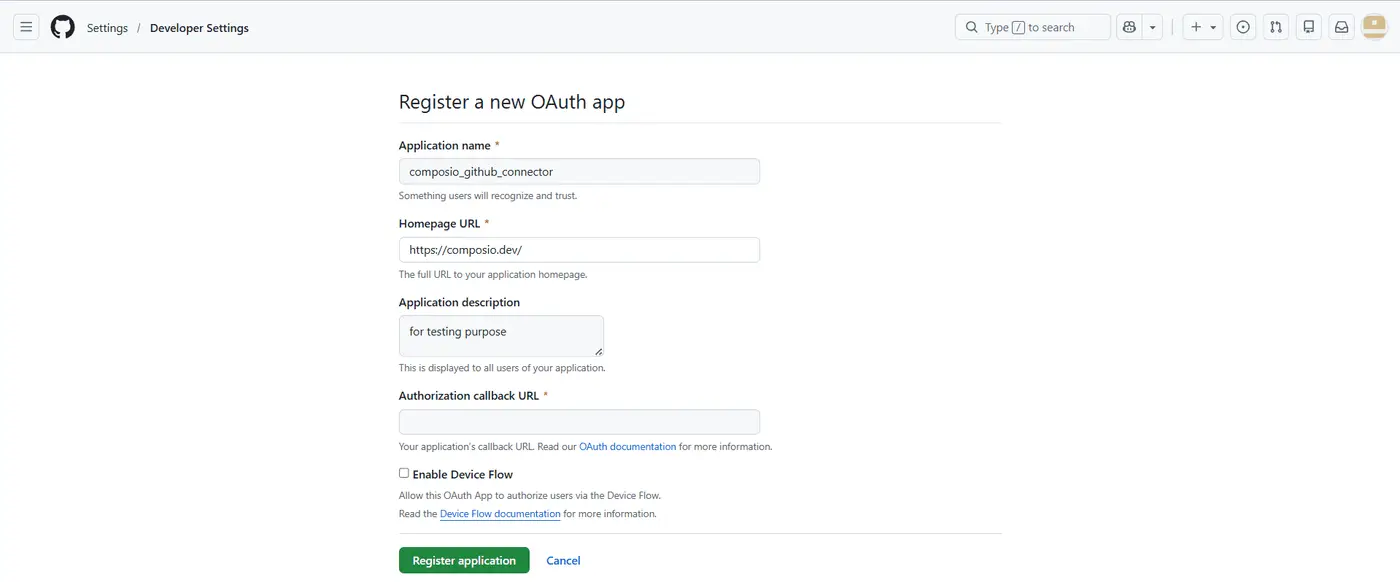 Settings / Developer Settings
Type / to search
Register a new OAuth app
Application name *
composio_github_connector
Something users will recognize and trust.
Homepage URL *
https://composio.dev/
The full URL to your application homepage.
Application description
for testing purpose
This is displayed to all users of your application.
Authorization callback URL *
Your application's callback URL. Read our OAuth documentation for more information.
Enable Device Flow
Allow this OAuth App to authorize users via the Device Flow.
Read the Device Flow documentation for more information.
Register application Cancel